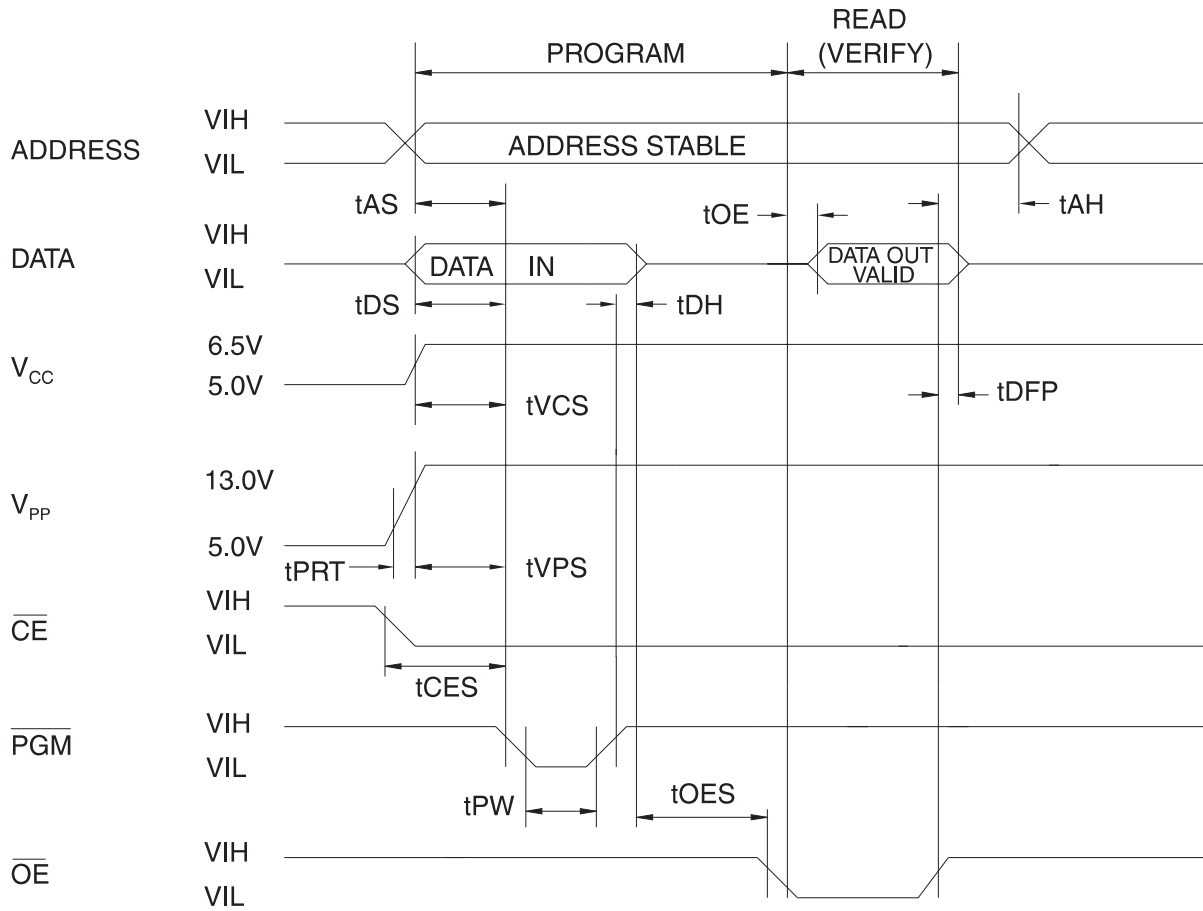 READ
PROGRAM (VERIFY)
ADDRESS VIH
VIL
ADDRESS STABLE
tAS tOE tAH
DATA VIH
VIL
DATA IN
DATA OUT
VALID
tDS tDH
VCC 6.5V
5.0V
tVCS tDFP
VPP 13.0V
5.0V
tPRT tVPS
CE VIH
VIL
tCES
PGM VIH
VIL
tPW tOES
OE VIH
VIL